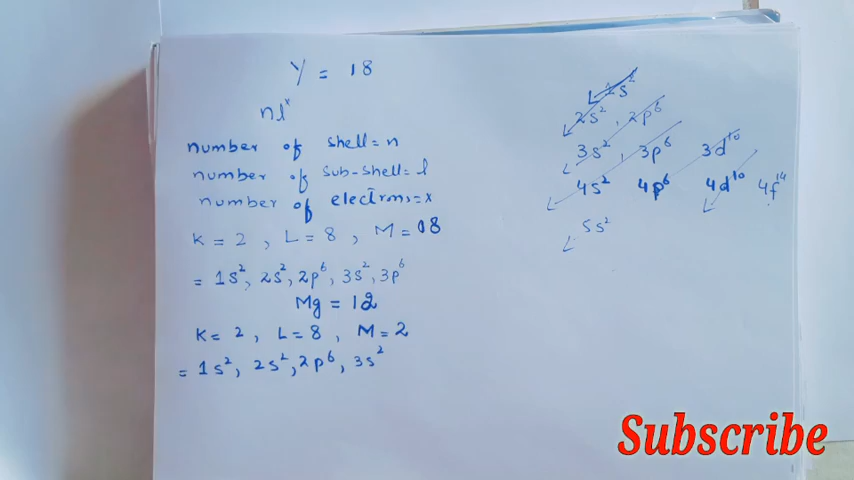 Y = 18
nlˣ
number of shell = n
number of sub-shell = l
number of electrons = x
K = 2 , L = 8 , M = 08
= 1s², 2s², 2p⁶, 3s², 3p⁶
Mg = 12
K = 2 , L = 8 , M = 2
= 1s², 2s², 2p⁶, 3s²
2s² , 2p⁶
3s² , 3p⁶ 3d¹⁰
4s² 4p⁶ 4d¹⁰ 4f¹⁴
5s²
Subscribe